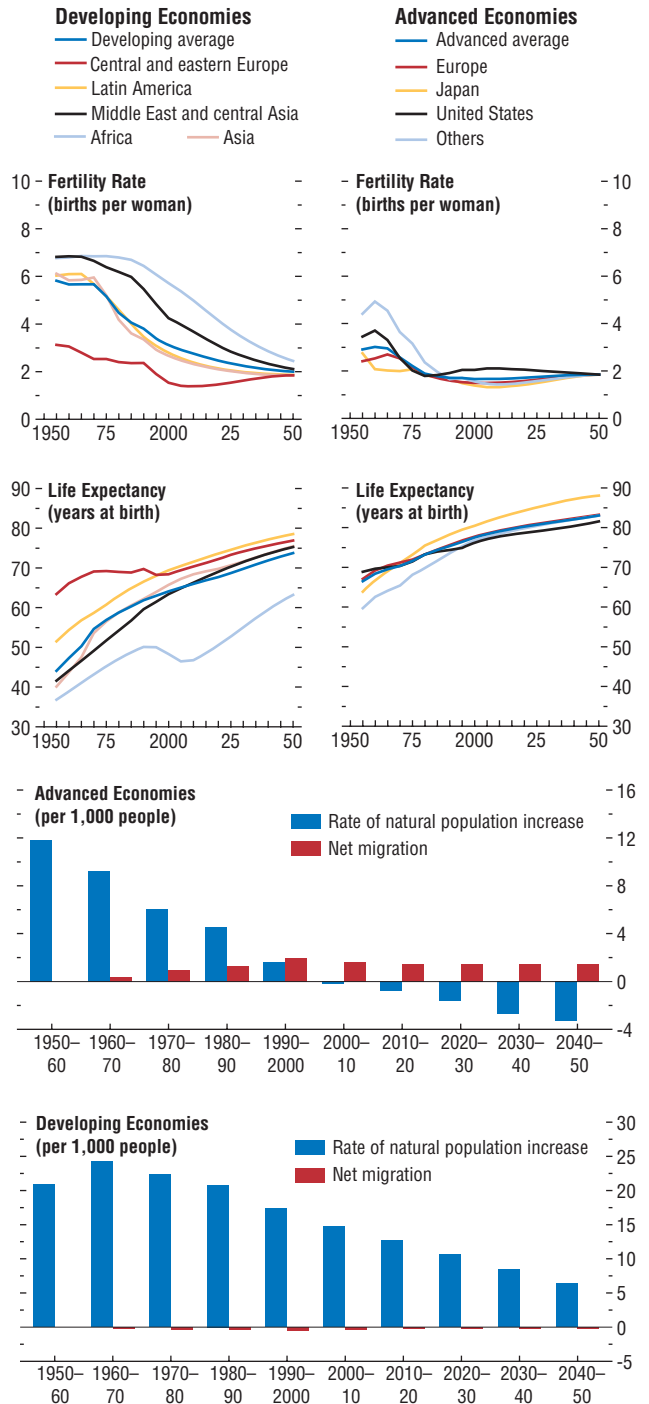 Developing Economies
Developing average
Central and eastern Europe
Latin America
Middle East and central Asia
Africa Asia
Advanced Economies
Advanced average
Europe
Japan
United States
Others
Fertility Rate
(births per woman)
10
8
6
4
2
0
1950 75 2000 25 50
Fertility Rate
(births per woman)
10
8
6
4
2
0
1950 75 2000 25 50
Life Expectancy
(years at birth)
90
80
70
60
50
40
30
1950 75 2000 25 50
Life Expectancy
(years at birth)
90
80
70
60
50
40
30
1950 75 2000 25 50
Advanced Economies
(per 1,000 people)
Rate of natural population increase
Net migration
16
12
8
4
0
-4
1950– 1960– 1970– 1980– 1990– 2000– 2010– 2020– 2030– 2040–
60 70 80 90 2000 10 20 30 40 50
Developing Economies
(per 1,000 people)
Rate of natural population increase
Net migration
30
25
20
15
10
5
0
-5
1950– 1960– 1970– 1980– 1990– 2000– 2010– 2020– 2030– 2040–
60 70 80 90 2000 10 20 30 40 50